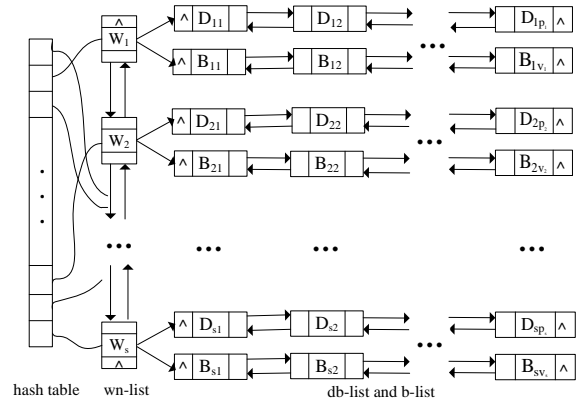 ^ ^ D₁₁ D₁₂ ... D₁ₚ₁ ^
W₁
^ B₁₁ B₁₂ B₁ᵥ₁ ^
^ D₂₁ D₂₂ ... D₂ₚ₂ ^
W₂
^ B₂₁ B₂₂ B₂ᵥ₂ ^
... ... ... ... ...
^ Dₛ₁ Dₛ₂ ... Dₛₚₛ ^
Wₛ
^ ^ Bₛ₁ Bₛ₂ Bₛᵥₛ ^
hash table wn-list db-list and b-list